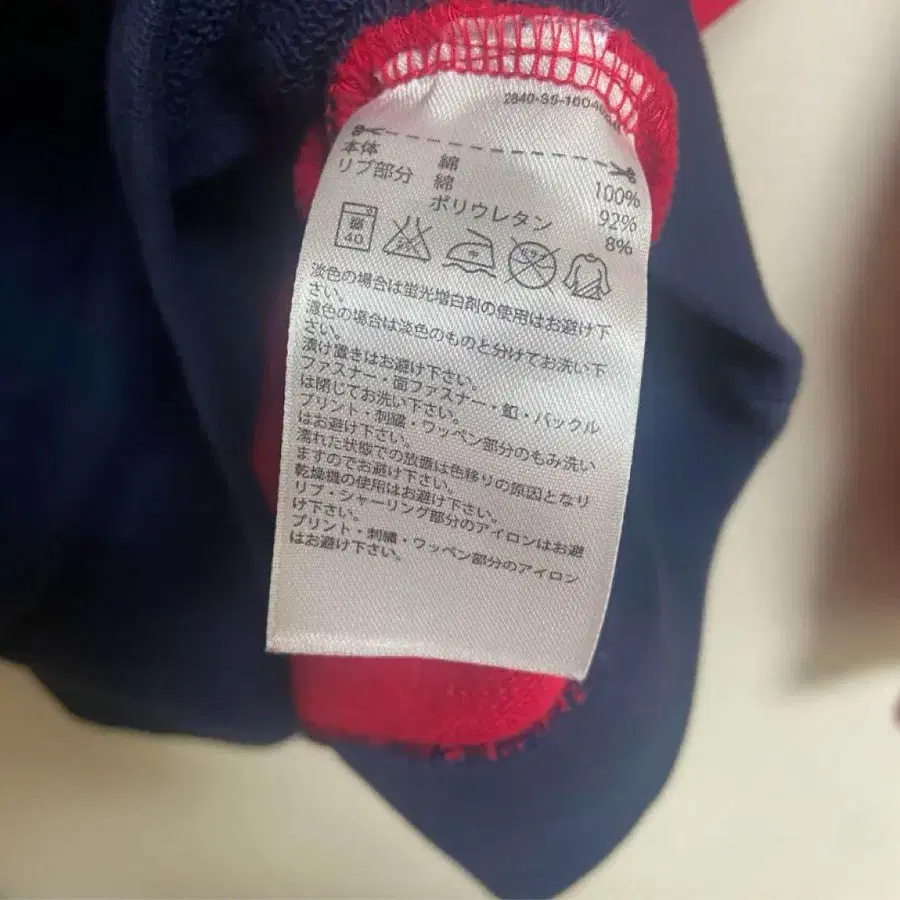 2840-35-1604
本体 綿 100%
リブ部分 綿 92%
ポリウレタン 8%
40
淡色の場合は蛍光増白剤の使用はお避け下
さい。
濃色の場合は淡色のものと分けてお洗い下
さい。
漬け置きはお避け下さい。
ファスナー・面ファスナー・釦・バックル
は閉じてお洗い下さい。
プリント・刺繍・ワッペン部分のもみ洗い
はお避け下さい。
濡れた状態での放置は色移りの原因となり
ますのでお避け下さい。
乾燥機の使用はお避け下さい。
リブ・シャーリング部分のアイロンはお避
け下さい。
プリント・刺繍・ワッペン部分のアイロン
はお避け下さい。